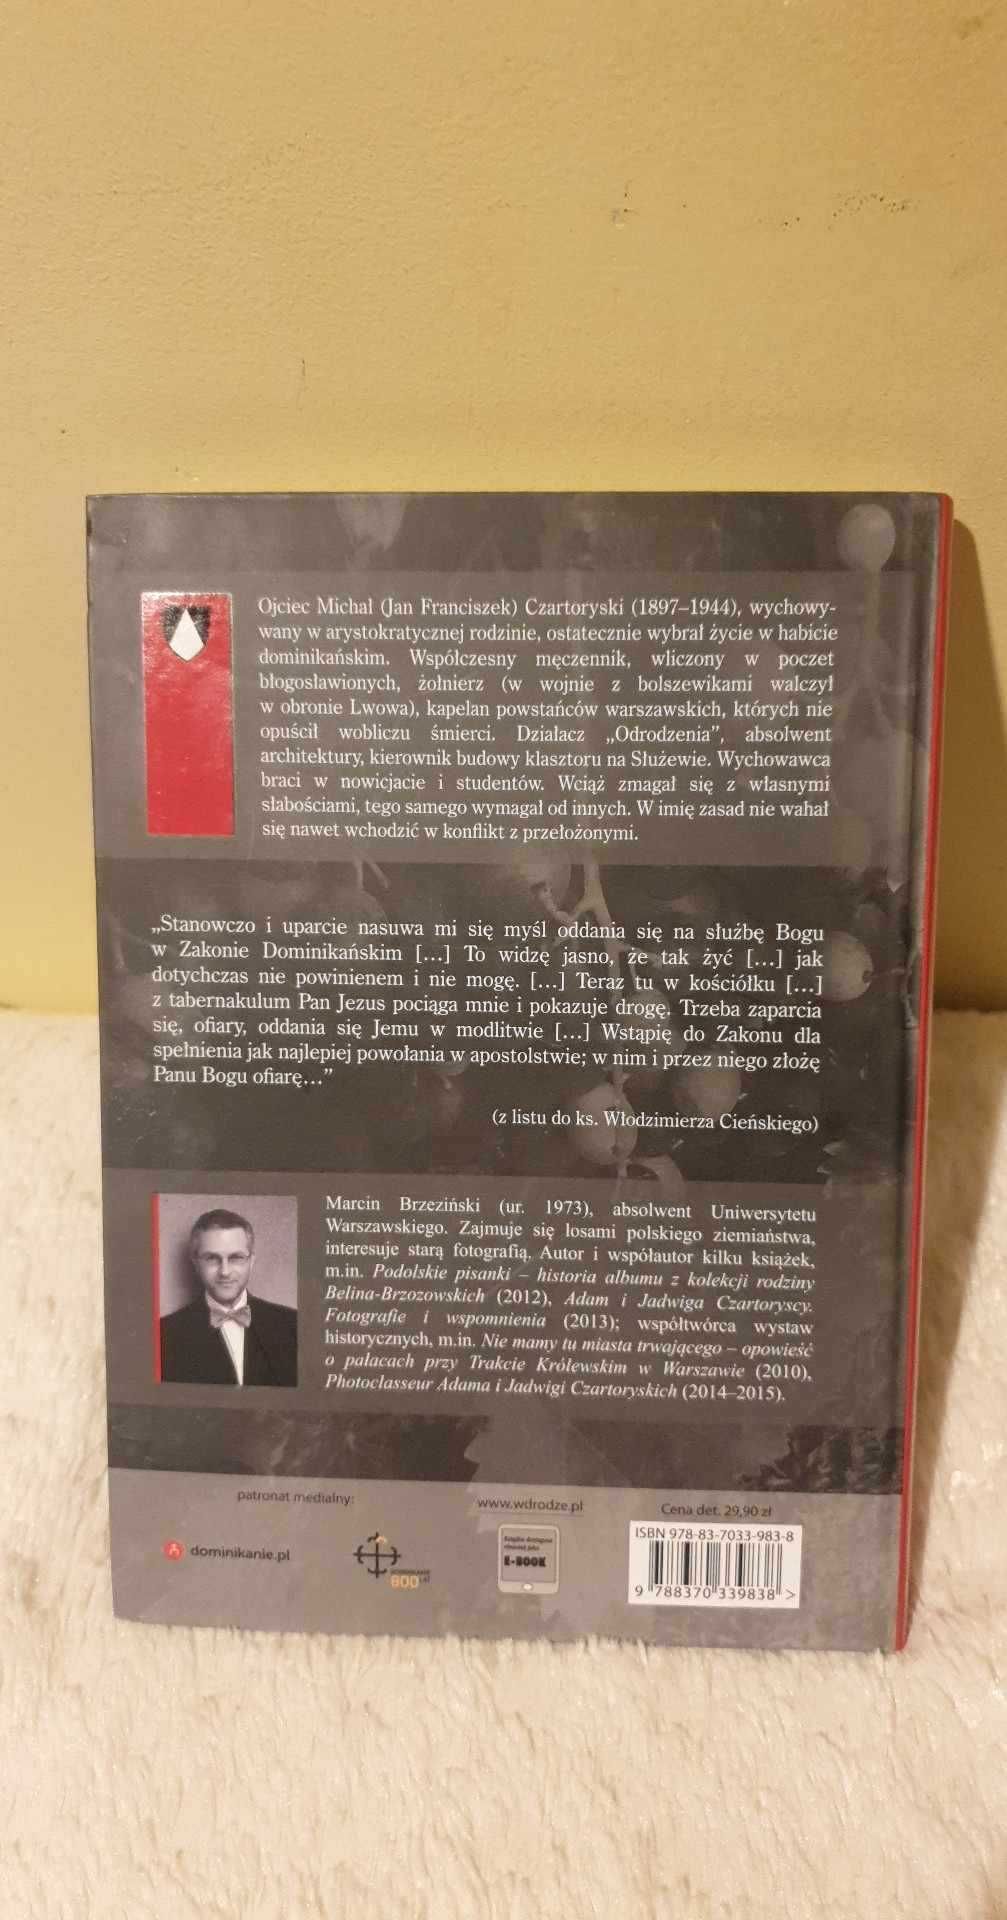 Ojciec Michał (Jan Franciszek) Czartoryski (1897–1944), wychowy-
wany w arystokratycznej rodzinie, ostatecznie wybrał życie w habicie
dominikańskim. Współczesny męczennik, wliczony w poczet
błogosławionych, żołnierz (w wojnie z bolszewikami walczył
w obronie Lwowa), kapelan powstańców warszawskich, których nie
opuścił wobliczu śmierci. Działacz „Odrodzenia”, absolwent
architektury, kierownik budowy klasztoru na Służewie. Wychowawca
braci w nowicjacie i studentów. Wciąż zmagał się z własnymi
słabościami, tego samego wymagał od innych. W imię zasad nie wahał
się nawet wchodzić w konflikt z przełożonymi.
„Stanowczo i uparcie nasuwa mi się myśl oddania się na służbę Bogu
w Zakonie Dominikańskim [...] To widzę jasno, że tak żyć [...] jak
dotychczas nie powinienem i nie mogę. [...] Teraz tu w kościółku [...]
z tabernakulum Pan Jezus pociąga mnie i pokazuje drogę. Trzeba zaparcia
się, ofiary, oddania się Jemu w modlitwie [...] Wstąpię do Zakonu dla
spełnienia jak najlepiej powołania w apostolstwie; w nim i przez niego złożę
Panu Bogu ofiarę...”
(z listu do ks. Włodzimierza Cieńskiego)
Marcin Brzeziński (ur. 1973), absolwent Uniwersytetu
Warszawskiego. Zajmuje się losami polskiego ziemiaństwa,
interesuje starą fotografią. Autor i współautor kilku książek,
m.in. Podolskie pisanki – historia albumu z kolekcji rodziny
Belina-Brzozowskich (2012), Adam i Jadwiga Czartoryscy.
Fotografie i wspomnienia (2013); współtwórca wystaw
historycznych, m.in. Nie mamy tu miasta trwającego – opowieść
o pałacach przy Trakcie Królewskim w Warszawie (2010),
Photoclasseur Adama i Jadwigi Czartoryskich (2014–2015).
patronat medialny:
www.wdrodze.pl
Cena det. 29,90 zł
ISBN 978-83-7033-983-8
dominikanie.pl
800 LAT
Książka dostępna
również jako
E-BOOK
9 788370 339838 >